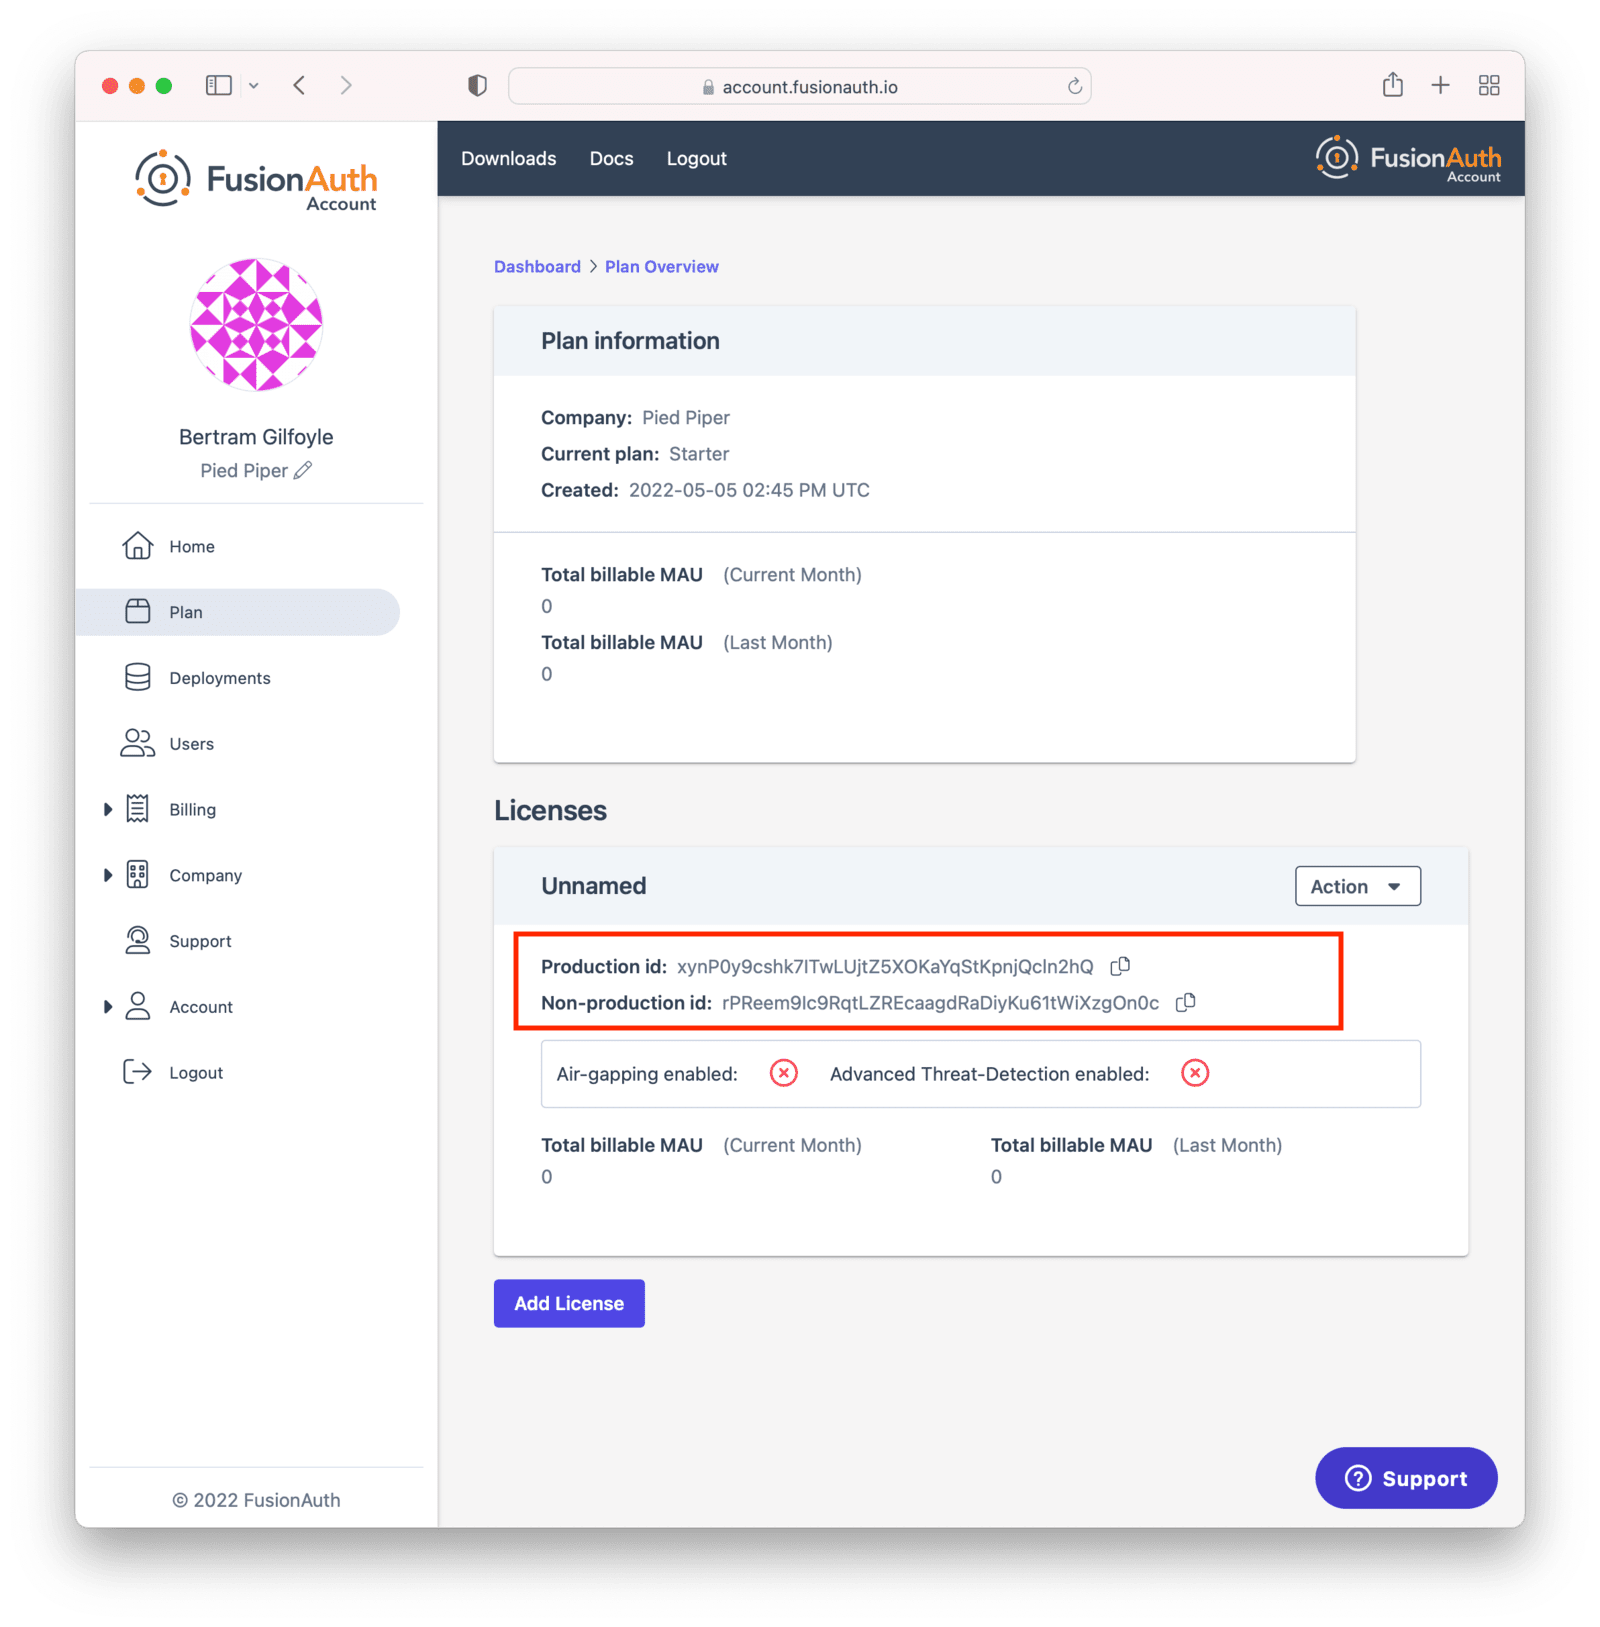 account.fusionauth.io
FusionAuth
Account
Downloads Docs Logout
FusionAuth
Account
Bertram Gilfoyle
Pied Piper
Home
Plan
Deployments
Users
Billing
Company
Support
Account
Logout
© 2022 FusionAuth
Dashboard > Plan Overview
Plan information
Company: Pied Piper
Current plan: Starter
Created: 2022-05-05 02:45 PM UTC
Total billable MAU (Current Month)
0
Total billable MAU (Last Month)
0
Licenses
Unnamed
Action
Production id: xynP0y9cshk7lTwLUjtZ5XOKaYqStKpnjQcln2hQ
Non-production id: rPReem9lc9RqtLZREcaagdRaDiyKu61tWiXzgOn0c
Air-gapping enabled: Advanced Threat-Detection enabled:
Total billable MAU (Current Month) Total billable MAU (Last Month)
0 0
Add License
Support